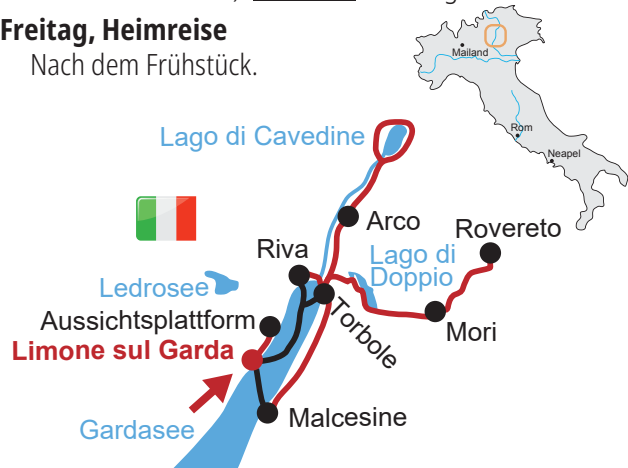 Freitag, Heimreise
Nach dem Frühstück.
Mailand
Rom
Neapel
Lago di Cavedine
Arco
Rovereto
Riva
Lago di
Doppio
Ledrosee
Aussichtsplattform
Torbole
Mori
Limone sul Garda
Malcesine
Gardasee